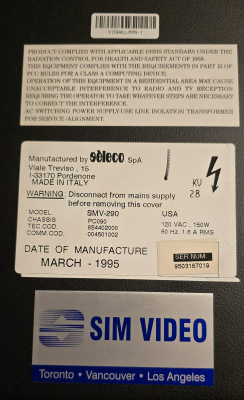 VIDWALLMON-1
PRODUCT COMPLIES WITH APPLICABLE DHHS STANDARDS UNDER THE
RADIATION CONTROL FOR HEALTH AND SAFETY ACT OF 1968.
THIS EQUIPMENT COMPLIES WITH THE REQUIREMENTS IN PART 15 OF
FCC RULES FOR A CLASS A COMPUTING DEVICE.
OPERATION OF THIS EQUIPMENT IN A RESIDENTIAL AREA MAY CAUSE
UNACCEPTABLE INTERFERENCE TO RADIO AND TV RECEPTION
REQUIRING THE OPERATOR TO TAKE WHATEVER STEPS ARE NECESSARY
TO CORRECT THE INTERFERENCE.
AC SWITCHING POWER SUPPLY-USE LINE ISOLATION TRANSFORMER
FOR SERVICE /ALIGNMENT.
Manufactured by seleco SpA
Viale Treviso, 15
I-33170 Pordenone
MADE IN ITALY
KV
28
WARNING: Disconnect from mains supply
before removing this cover
MODEL SMV-290 USA
CHASSIS PC090 120 VAC, 150W
TEC.COD. 854402000 60 Hz, 1.6 A RMS
COMM.COD. 004501002
DATE OF MANUFACTURE
MARCH - 1995
SER.NUM
9503167019
SIM VIDEO
Toronto • Vancouver • Los Angeles